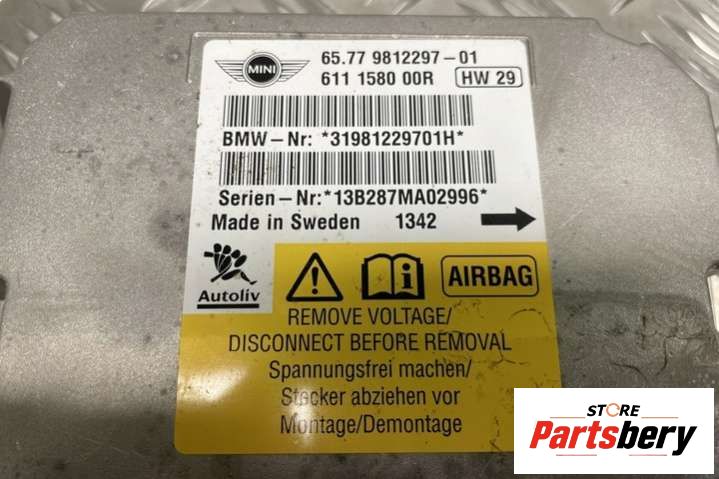 MINI
65.77 9812297-01
611 1580 00R HW 29
BMW-Nr: *31981229701H*
Serien-Nr:*13B287MA02996*
Made in Sweden 1342
Autoliv
AIRBAG
REMOVE VOLTAGE/
DISCONNECT BEFORE REMOVAL
Spannungsfrei machen/
Stecker abziehen vor
Montage/Demontage
STORE
Partsbery